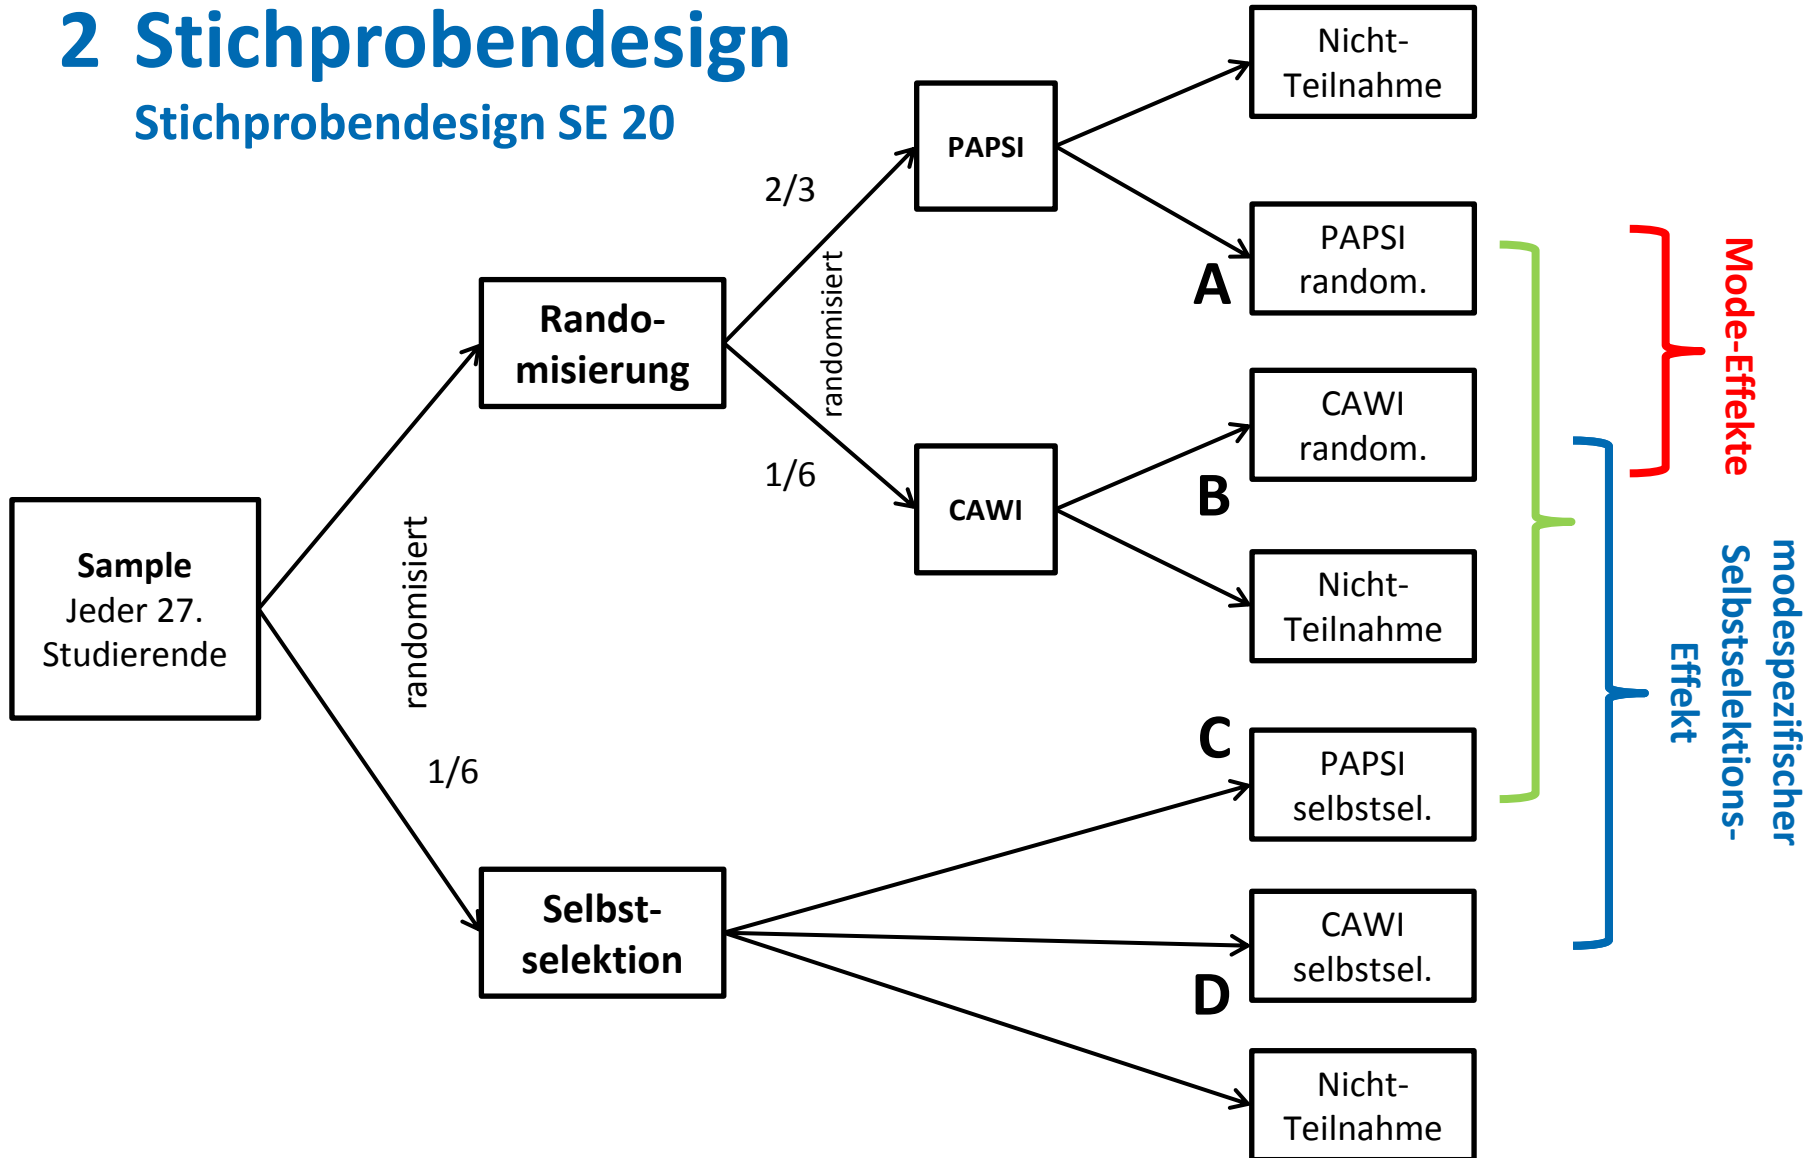 2 Stichprobendesign
Stichprobendesign SE 20
Sample
Jeder 27.
Studierende
randomisiert
1/6
Rando-
misierung
Selbst-
selektion
2/3
randomisiert
1/6
PAPSI
CAWI
Nicht-
Teilnahme
A
PAPSI
random.
B
CAWI
random.
Nicht-
Teilnahme
C
PAPSI
selbstsel.
D
CAWI
selbstsel.
Nicht-
Teilnahme
Mode-Effekte
modespezifischer
Selbstselektions-
Effekt